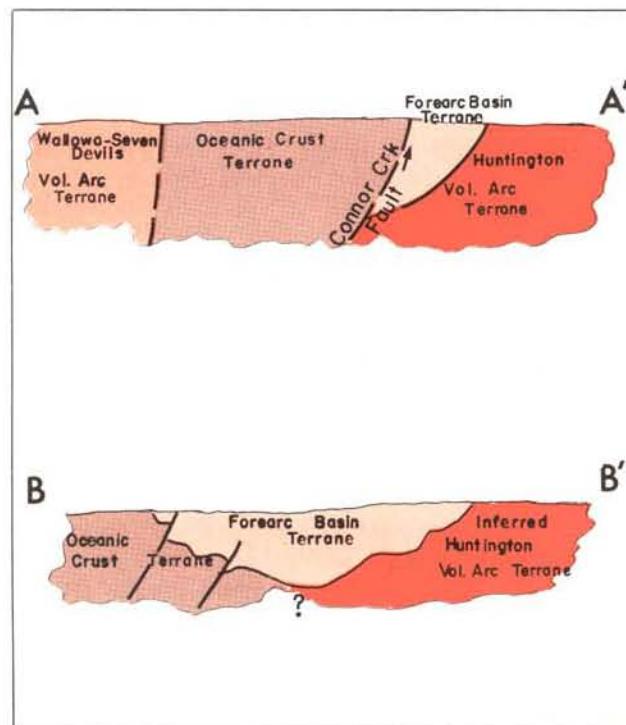 A
A'
Wallowa-Seven
Devils
Vol. Arc
Terrane
Oceanic Crust
Terrane
Connor Crk
Fault
Forearc Basin
Terrane
Huntington
Vol. Arc
Terrane
B
B'
Oceanic
Crust Terrane
Forearc Basin
Terrane
Inferred
Huntington
Vol. Arc Terrane
?